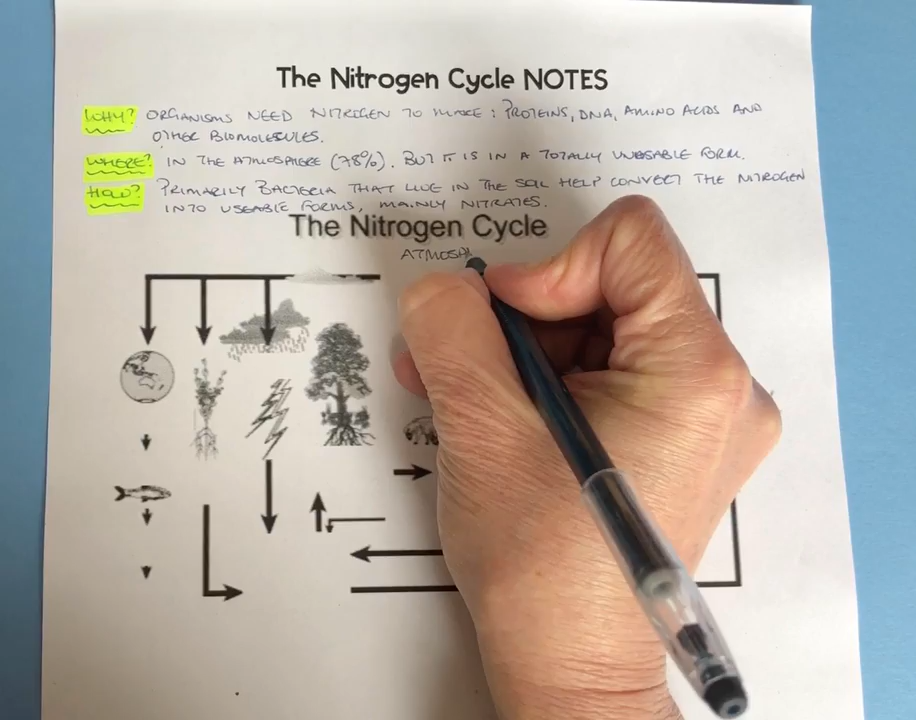 The Nitrogen Cycle NOTES
WHY? ORGANISMS NEED NITROGEN TO MAKE: PROTEINS, DNA, AMINO ACIDS AND
OTHER BIOMOLESULES.
WHERE? IN THE ATMOSPHERE (78%). BUT IT IS IN A TOTALLY UNUSABLE FORM.
HOW? PRIMARILY BACTERIA THAT LIVE IN THE SOIL HELP CONVERT THE NITROGEN
INTO USEABLE FORMS, MAINLY NITRATES.
The Nitrogen Cycle
ATMOSPH